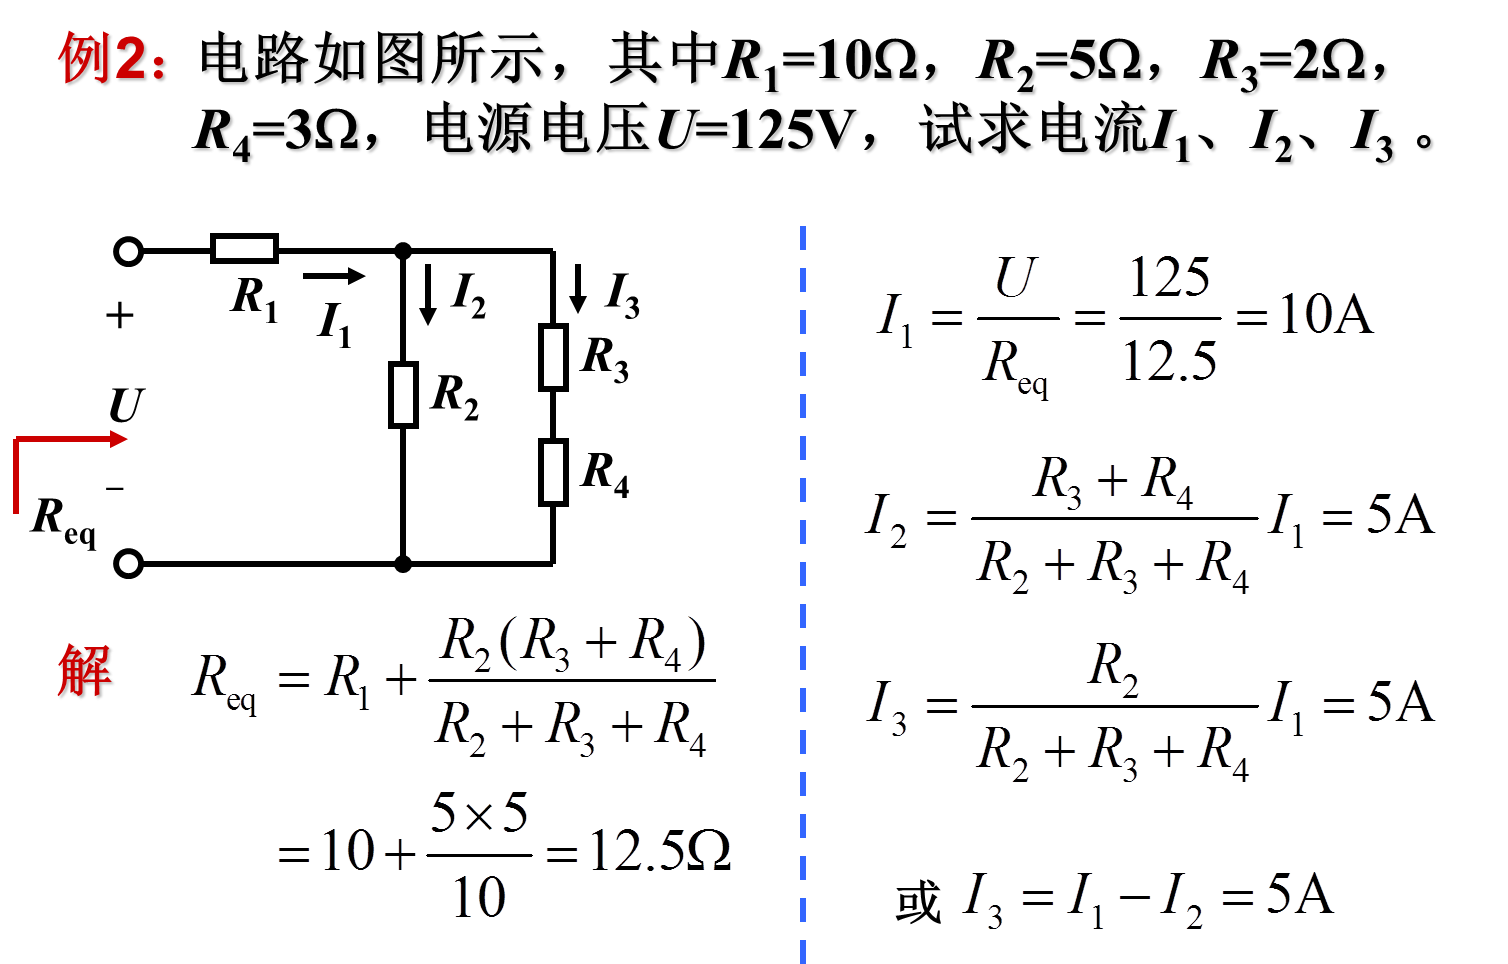 例2：电路如图所示，其中R₁=10Ω，R₂=5Ω，R₃=2Ω，
R₄=3Ω，电源电压U=125V，试求电流I₁、I₂、I₃ 。
R₁
I₁
I₂
I₃
+
U
−
R_eq
R₂
R₃
R₄
解 R_eq = R₁ + R₂(R₃ + R₄) / (R₂ + R₃ + R₄)
= 10 + 5×5 / 10 = 12.5Ω
I₁ = U / R_eq = 125 / 12.5 = 10A
I₂ = (R₃ + R₄) / (R₂ + R₃ + R₄) I₁ = 5A
I₃ = R₂ / (R₂ + R₃ + R₄) I₁ = 5A
或 I₃ = I₁ − I₂ = 5A